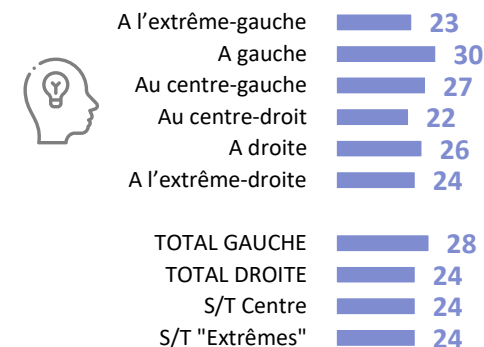 A l’extrême-gauche 23
A gauche 30
Au centre-gauche 27
Au centre-droit 22
A droite 26
A l’extrême-droite 24
TOTAL GAUCHE 28
TOTAL DROITE 24
S/T Centre 24
S/T "Extrêmes" 24